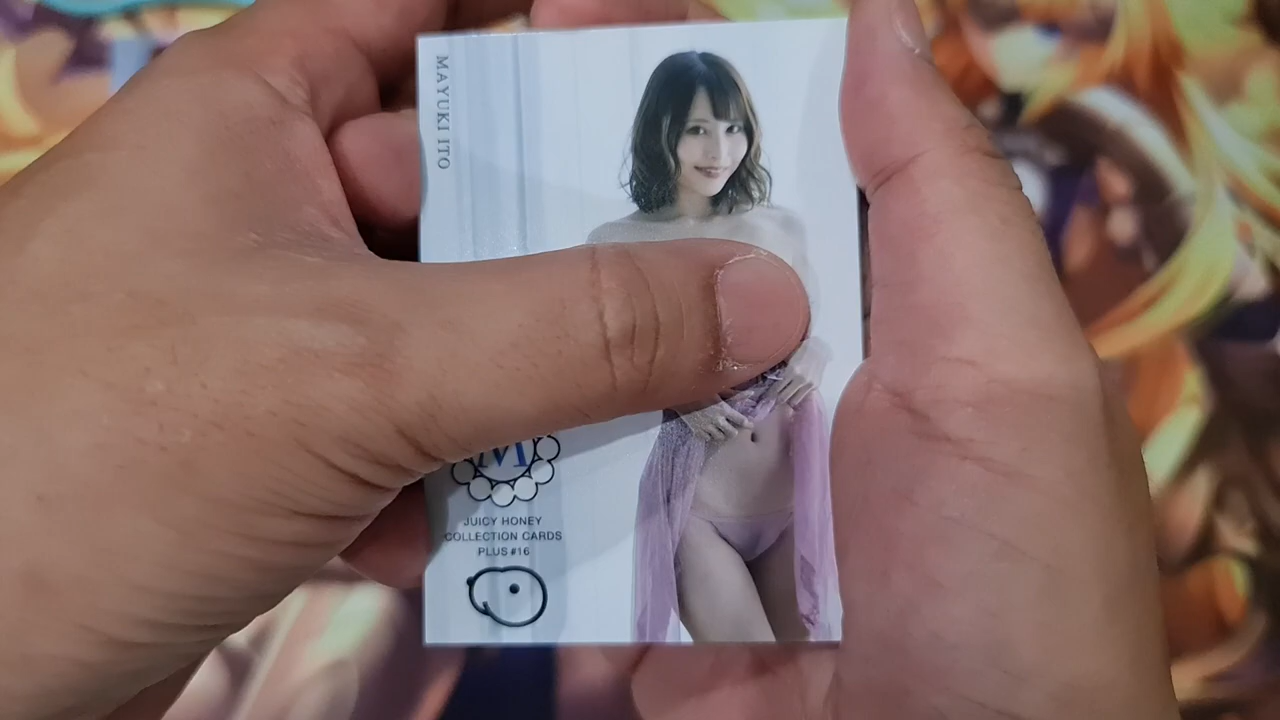 MAYUKI ITO
M
JUICY HONEY
COLLECTION CARDS
PLUS #16